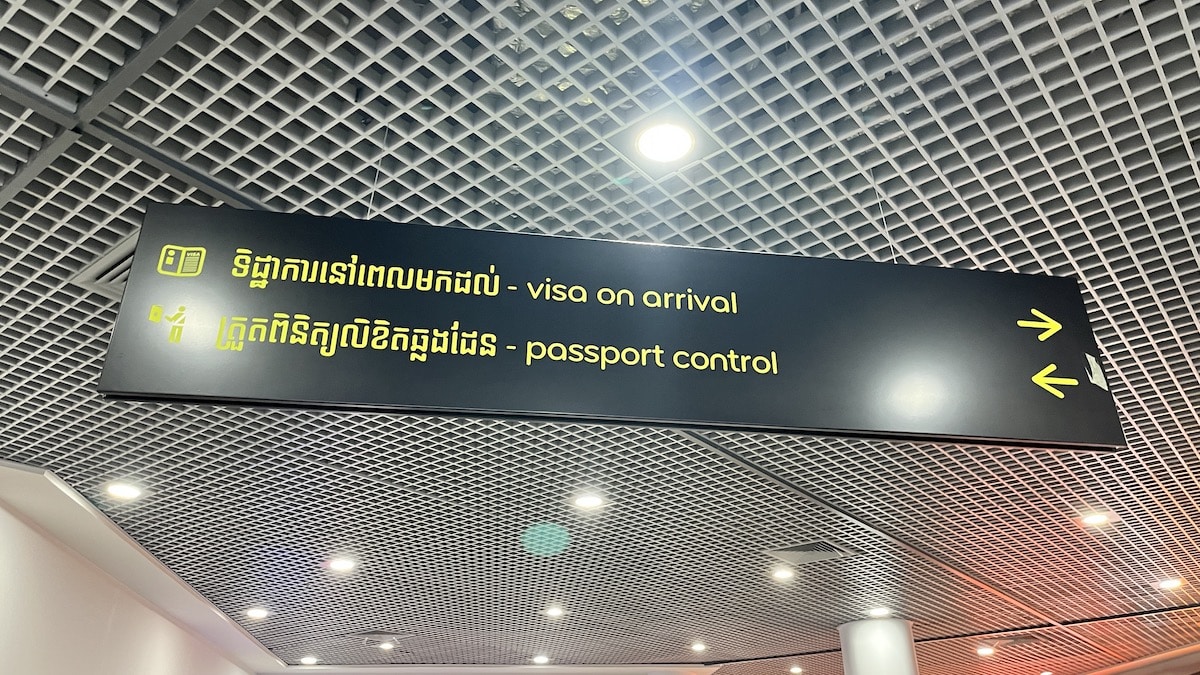 VISA ទិដ្ឋាការនៅពេលមកដល់ - visa on arrival →
ត្រួតពិនិត្យលិខិតឆ្លងដែន - passport control ←